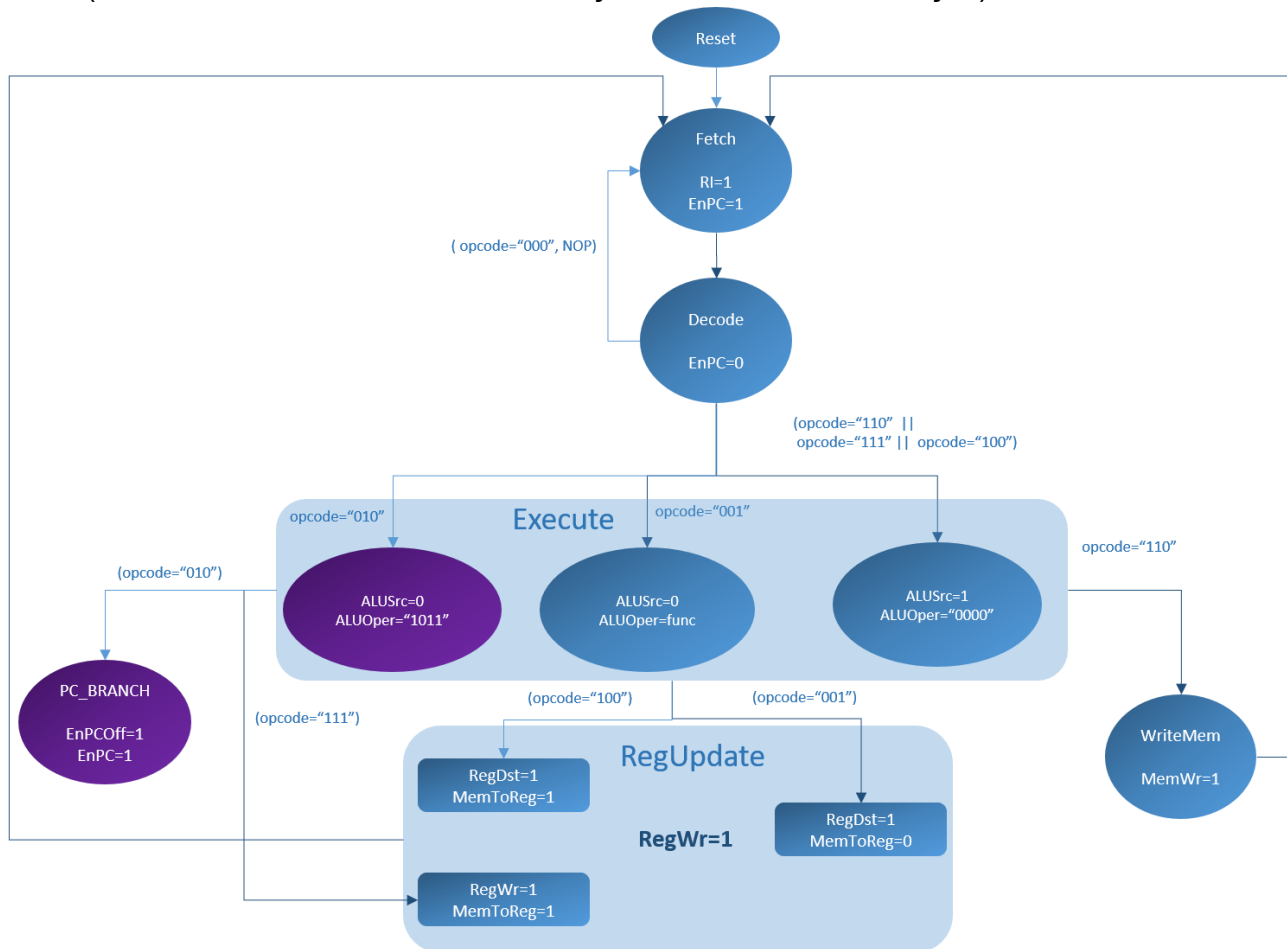 Reset
Fetch
RI=1
EnPC=1
( opcode=“000”, NOP)
Decode
EnPC=0
(opcode=“110” ||
opcode=“111” || opcode=“100”)
Execute
opcode=“010”
opcode=“001”
opcode=“110”
(opcode=“010”)
ALUSrc=0
ALUOper=“1011”
ALUSrc=0
ALUOper=func
ALUSrc=1
ALUOper=“0000”
PC_BRANCH
EnPCOff=1
EnPC=1
(opcode=“111”)
(opcode=“100”)
(opcode=“001”)
WriteMem
MemWr=1
RegUpdate
RegDst=1
MemToReg=1
RegWr=1
RegDst=1
MemToReg=0
RegWr=1
MemToReg=1